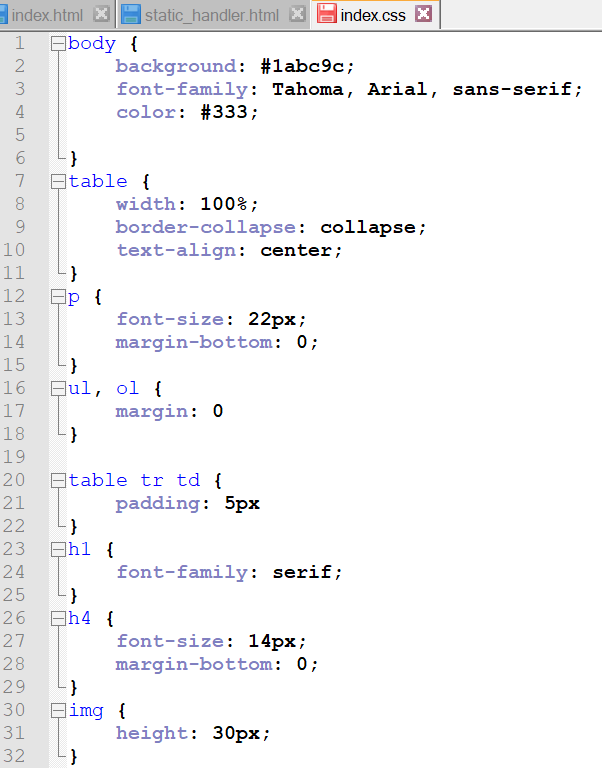 index.html static_handler.html index.css
1 body {
2 background: #1abc9c;
3 font-family: Tahoma, Arial, sans-serif;
4 color: #333;
5
6 }
7 table {
8 width: 100%;
9 border-collapse: collapse;
10 text-align: center;
11 }
12 p {
13 font-size: 22px;
14 margin-bottom: 0;
15 }
16 ul, ol {
17 margin: 0
18 }
19
20 table tr td {
21 padding: 5px
22 }
23 h1 {
24 font-family: serif;
25 }
26 h4 {
27 font-size: 14px;
28 margin-bottom: 0;
29 }
30 img {
31 height: 30px;
32 }